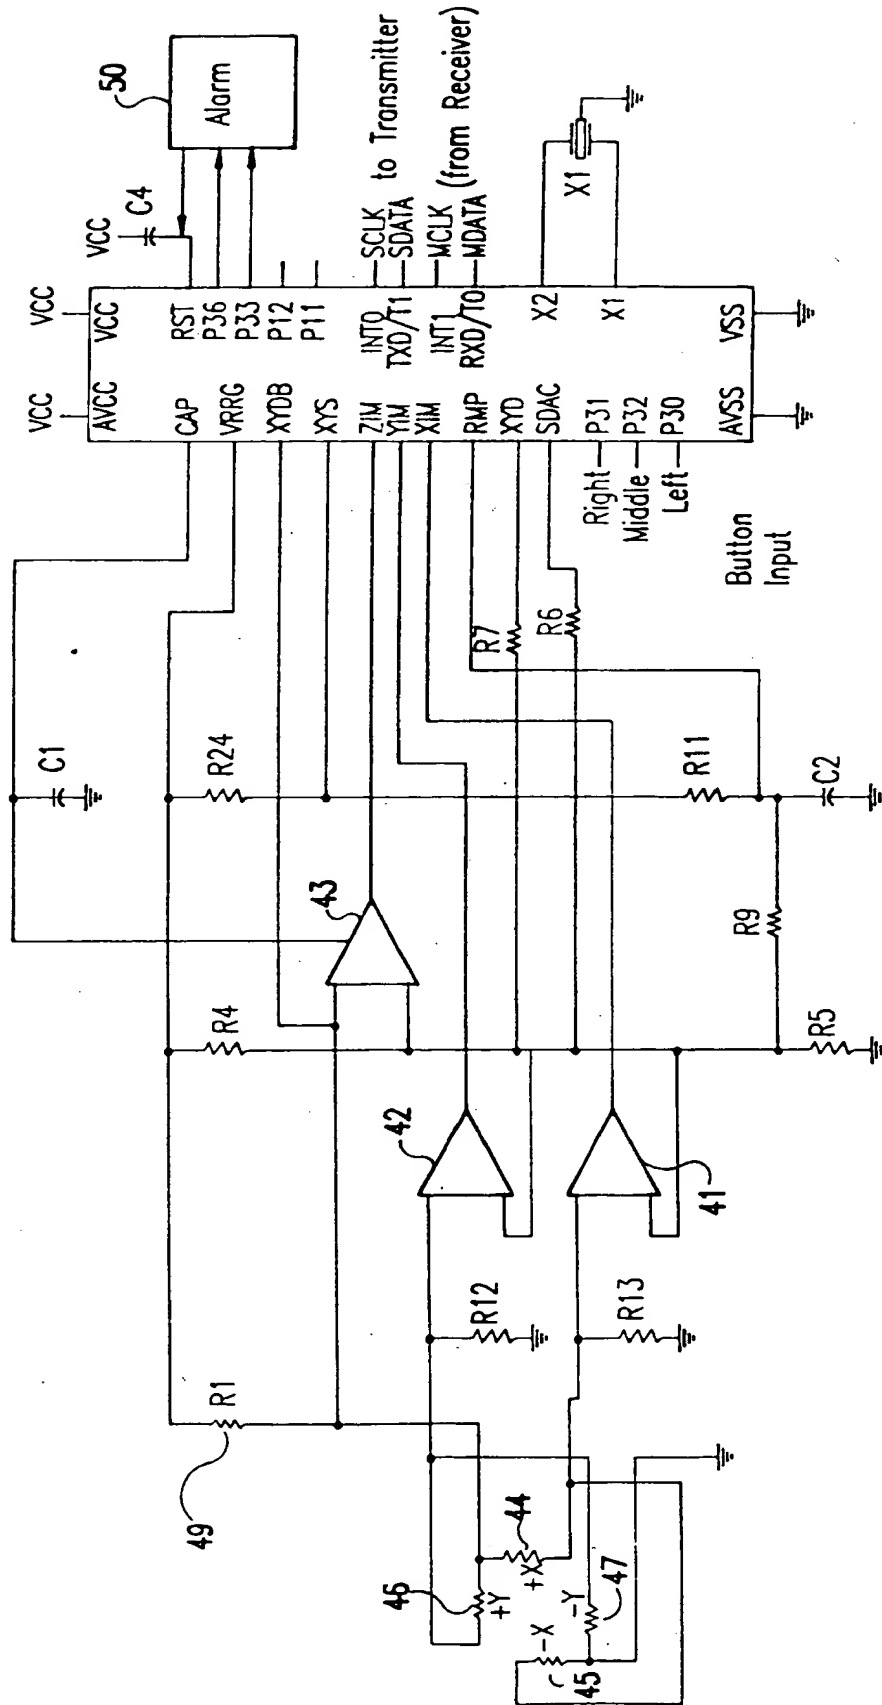 50
Alarm
VCC
C4
to Transmitter
(from Receiver)
SCLK
SDATA
MCLK
MDATA
X1
VCC
VCC
AVCC
VCC
CAP
VRRG
XYDB
XYS
ZIM
YIM
XIM
RMP
XYD
SDAC
P31
P32
P30
AVSS
RST
P36
P33
P12
P11
INT0
TXD/T1
INT1
RXD/T0
X2
X1
VSS
Right
Middle
Left
Button
Input
C1
R24
R7
R6
R11
C2
43
R4
R9
R5
42
41
R12
R13
R1
49
46
+Y
44
+X
-X
-Y
45
47